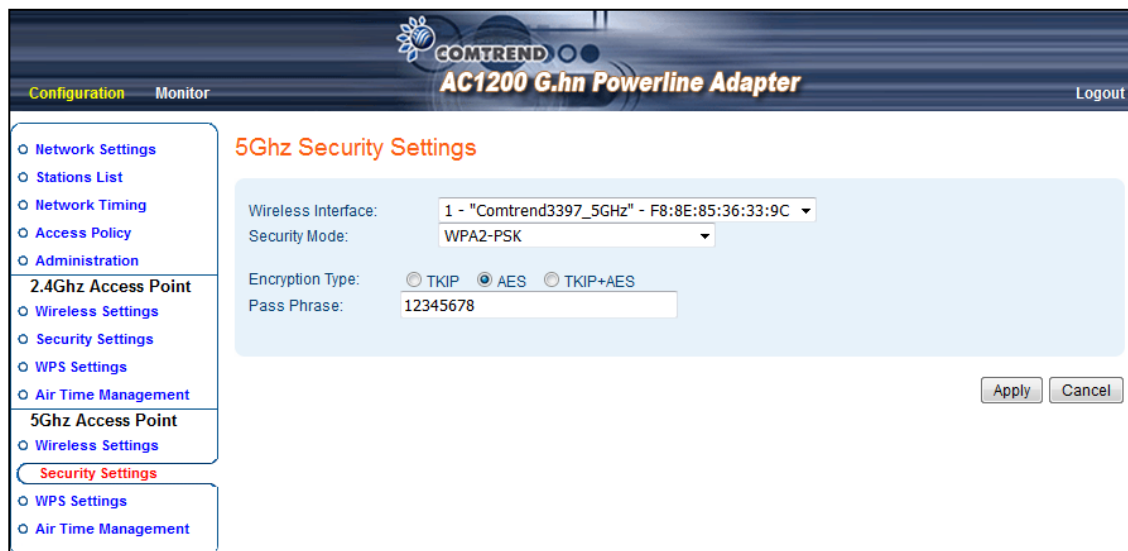 COMTREND
AC1200 G.hn Powerline Adapter
Configuration Monitor
Logout
Network Settings
Stations List
Network Timing
Access Policy
Administration
2.4Ghz Access Point
Wireless Settings
Security Settings
WPS Settings
Air Time Management
5Ghz Access Point
Wireless Settings
Security Settings
WPS Settings
Air Time Management
5Ghz Security Settings
Wireless Interface: 1 - "Comtrend3397_5GHz" - F8:8E:85:36:33:9C
Security Mode: WPA2-PSK
Encryption Type: TKIP AES TKIP+AES
Pass Phrase: 12345678
Apply Cancel